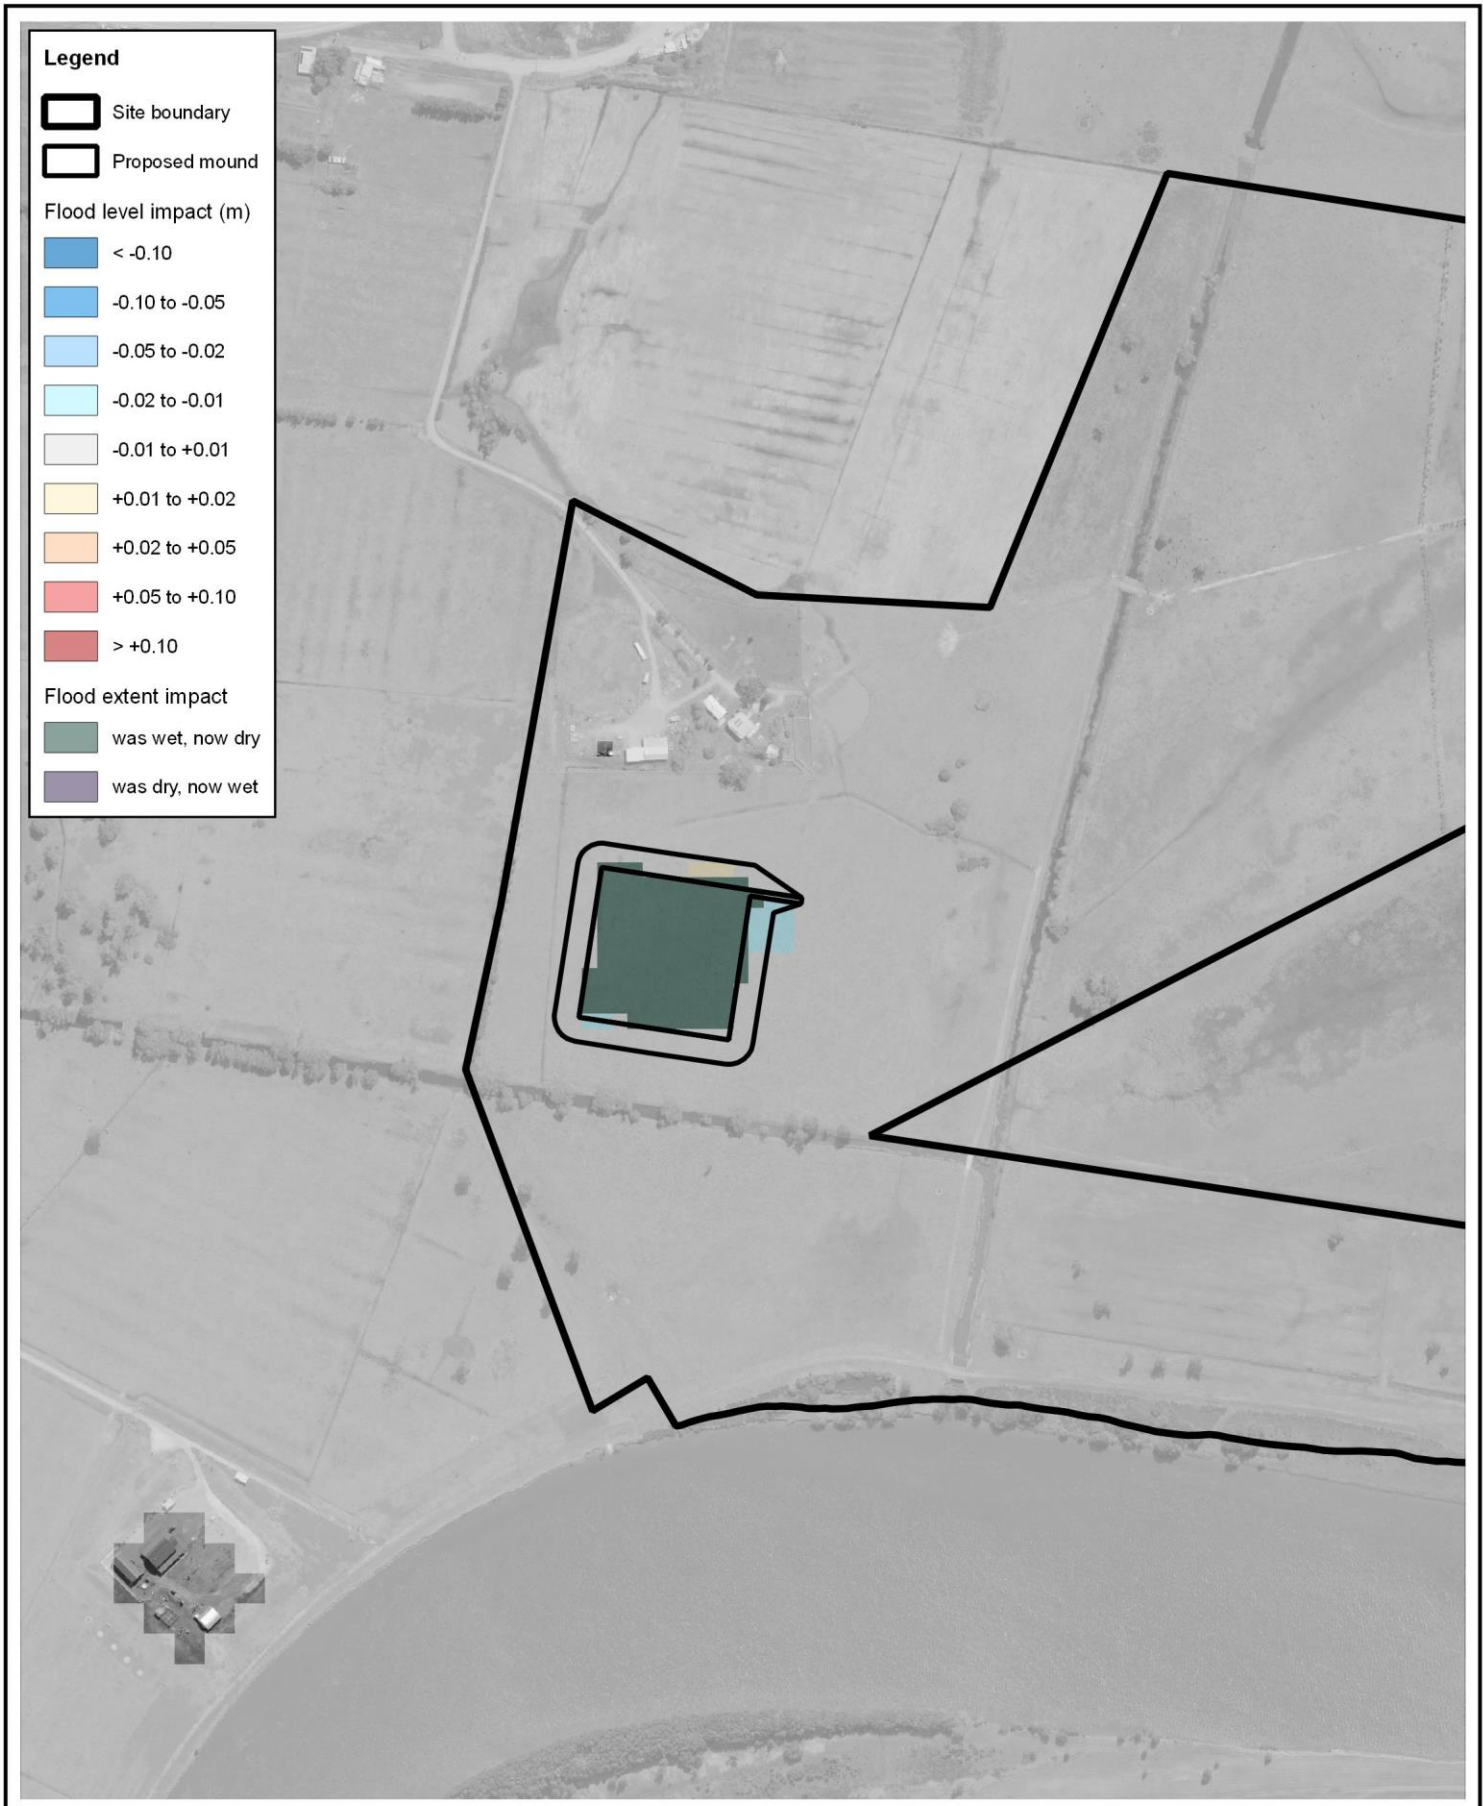 Legend
Site boundary
Proposed mound
Flood level impact (m)
< -0.10
-0.10 to -0.05
-0.05 to -0.02
-0.02 to -0.01
-0.01 to +0.01
+0.01 to +0.02
+0.02 to +0.05
+0.05 to +0.10
> +0.10
Flood extent impact
was wet, now dry
was dry, now wet